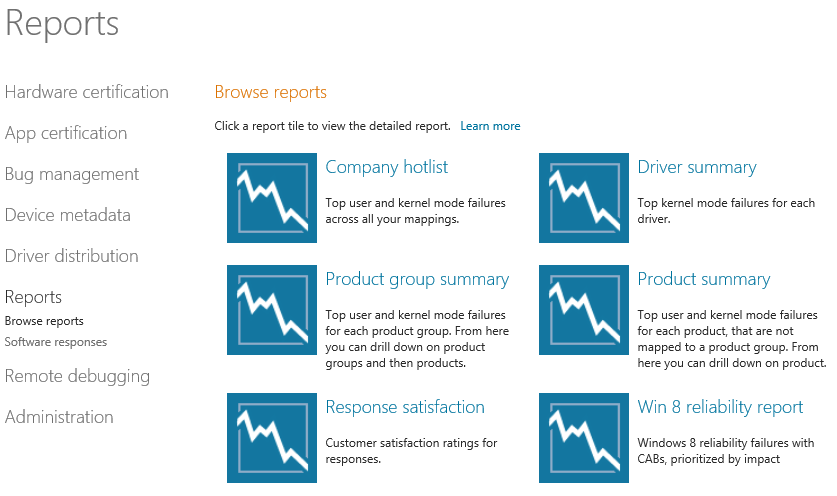 Reports
Hardware certification
App certification
Bug management
Device metadata
Driver distribution
Reports
Browse reports
Software responses
Remote debugging
Administration
Browse reports
Click a report tile to view the detailed report. Learn more
Company hotlist
Top user and kernel mode failures
across all your mappings.
Driver summary
Top kernel mode failures for each
driver.
Product group summary
Top user and kernel mode failures
for each product group. From here
you can drill down on product
groups and then products.
Product summary
Top user and kernel mode failures
for each product, that are not
mapped to a product group. From
here you can drill down on product.
Response satisfaction
Customer satisfaction ratings for
responses.
Win 8 reliability report
Windows 8 reliability failures with
CABs, prioritized by impact